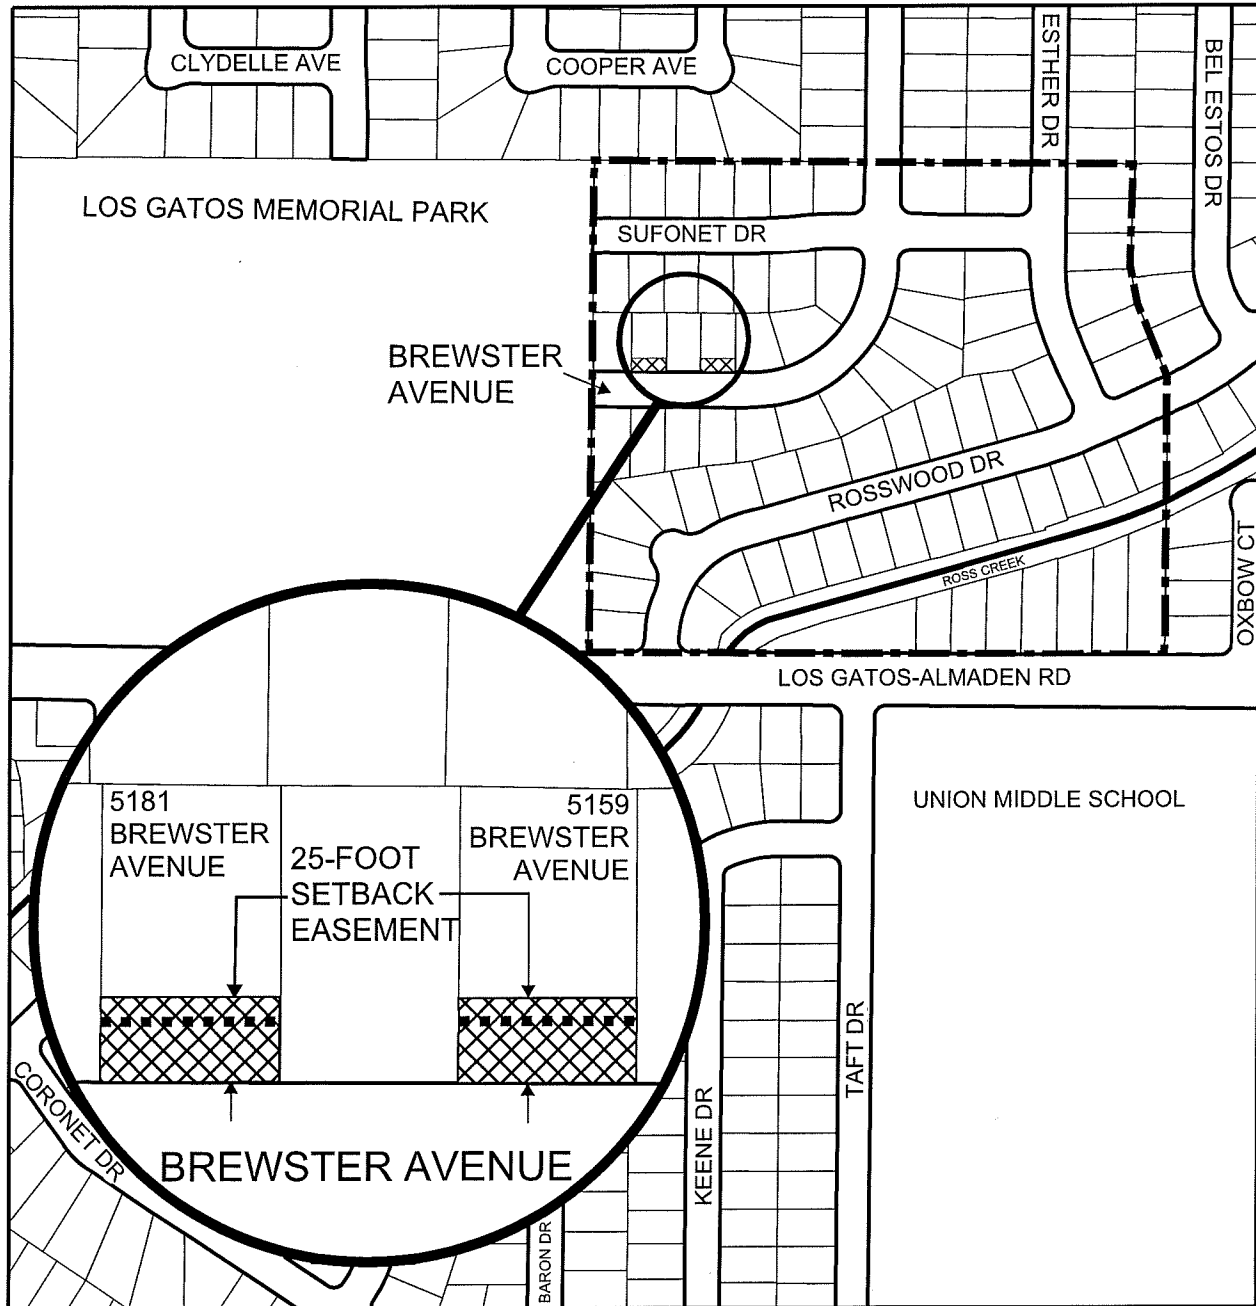 CLYDELLE AVE
COOPER AVE
ESTHER DR
BEL ESTOS DR
LOS GATOS MEMORIAL PARK
SUFONET DR
BREWSTER
AVENUE
ROSSWOOD DR
ROSS CREEK
OXBOW CT
LOS GATOS-ALMADEN RD
UNION MIDDLE SCHOOL
5181
BREWSTER
AVENUE
5159
BREWSTER
AVENUE
25-FOOT
SETBACK
EASEMENT
BREWSTER AVENUE
CORONET DR
BARON DR
KEENE DR
TAFT DR